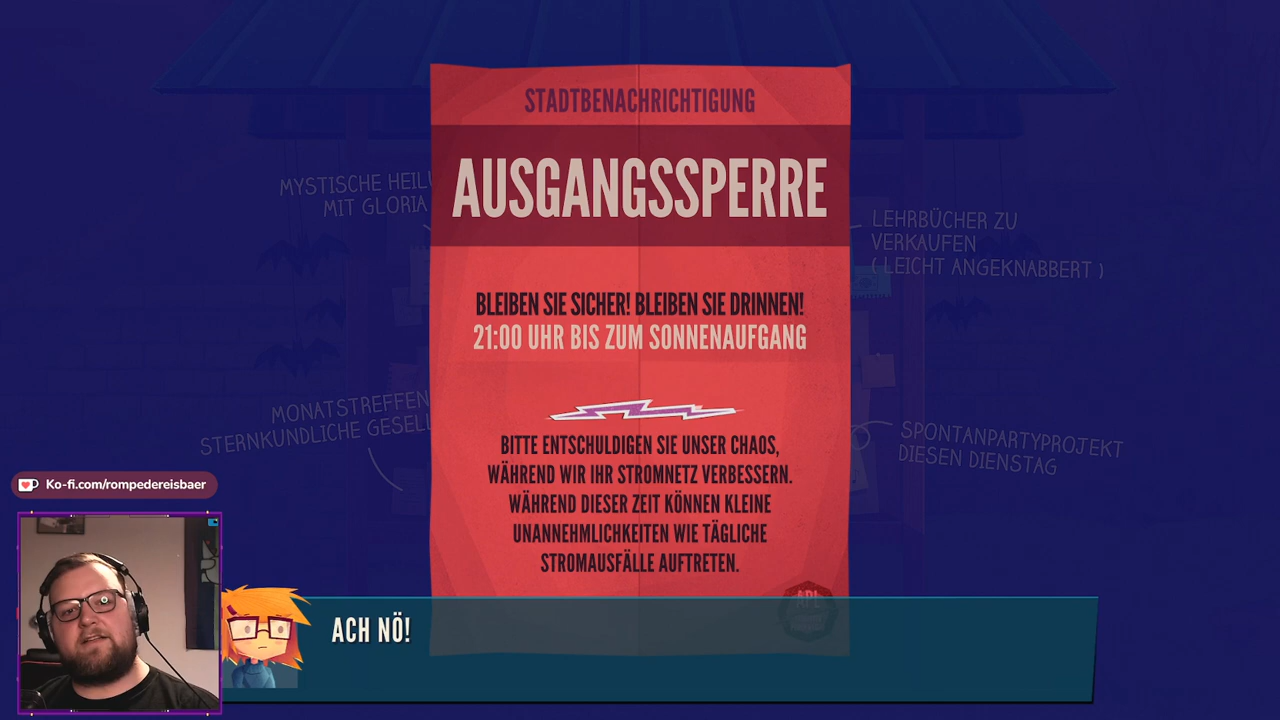 STADTBENACHRICHTIGUNG
AUSGANGSSPERRE
MYSTISCHE HEIL
MIT GLORIA
LEHRBÜCHER ZU
VERKAUFEN
( LEICHT ANGEKNABBERT )
BLEIBEN SIE SICHER! BLEIBEN SIE DRINNEN!
21:00 UHR BIS ZUM SONNENAUFGANG
MONATSTREFFEN
STERNKUNDLICHE GESELL
BITTE ENTSCHULDIGEN SIE UNSER CHAOS,
WÄHREND WIR IHR STROMNETZ VERBESSERN.
WÄHREND DIESER ZEIT KÖNNEN KLEINE
UNANNEHMLICHKEITEN WIE TÄGLICHE
STROMAUSFÄLLE AUFTRETEN.
SPONTANPARTYPROJEKT
DIESEN DIENSTAG
Ko-fi.com/rompedereisbaer
APL
ACH NÖ!